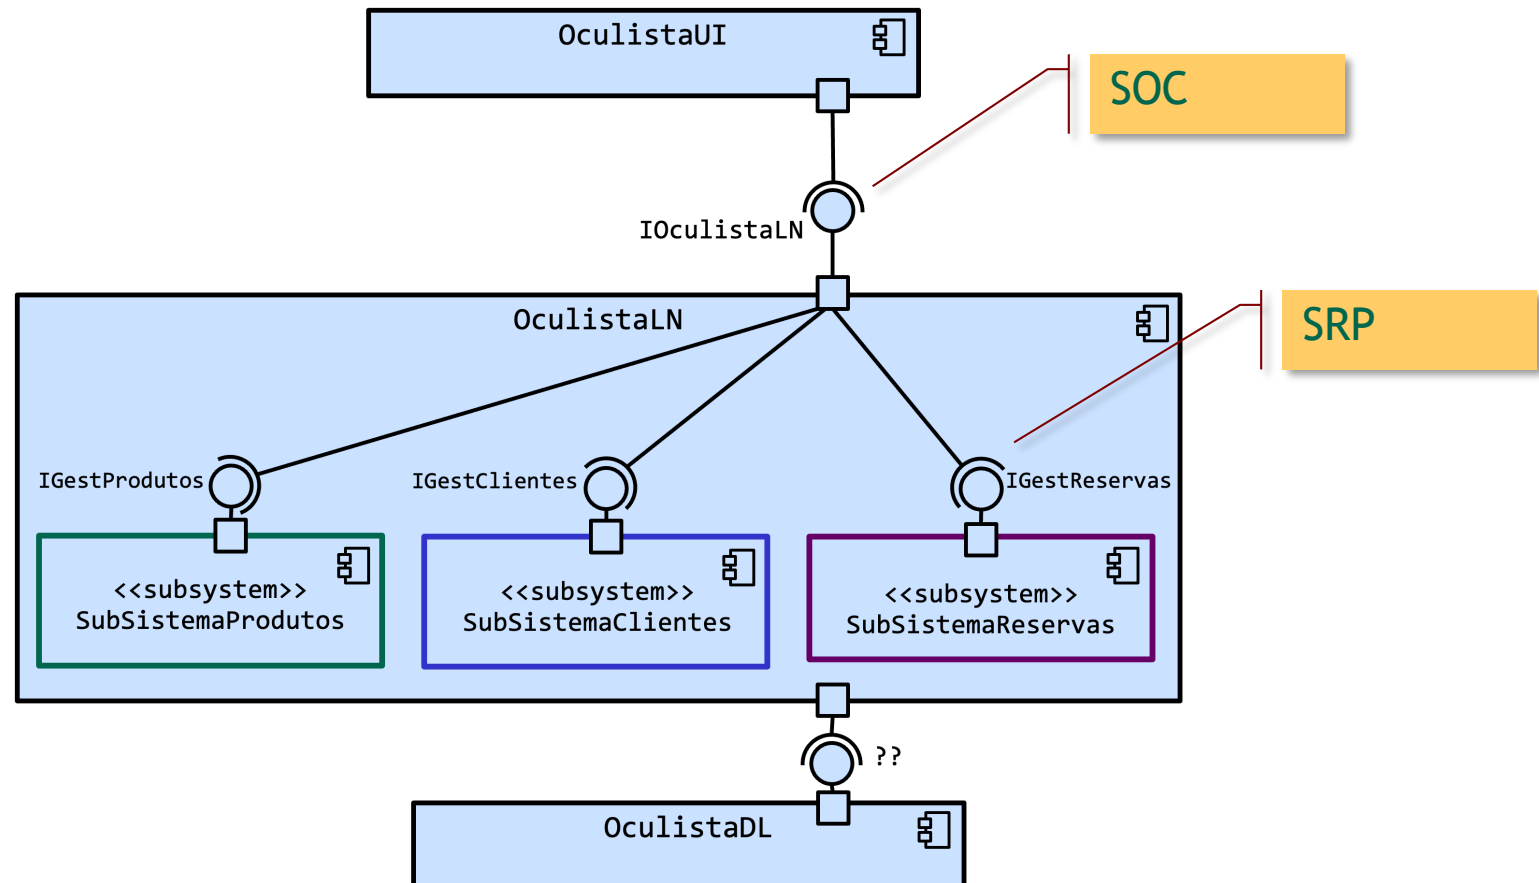 OculistaUI
SOC
IOculistaLN
OculistaLN
SRP
IGestProdutos
IGestClientes
IGestReservas
<<subsystem>>
SubSistemaProdutos
<<subsystem>>
SubSistemaClientes
<<subsystem>>
SubSistemaReservas
??
OculistaDL